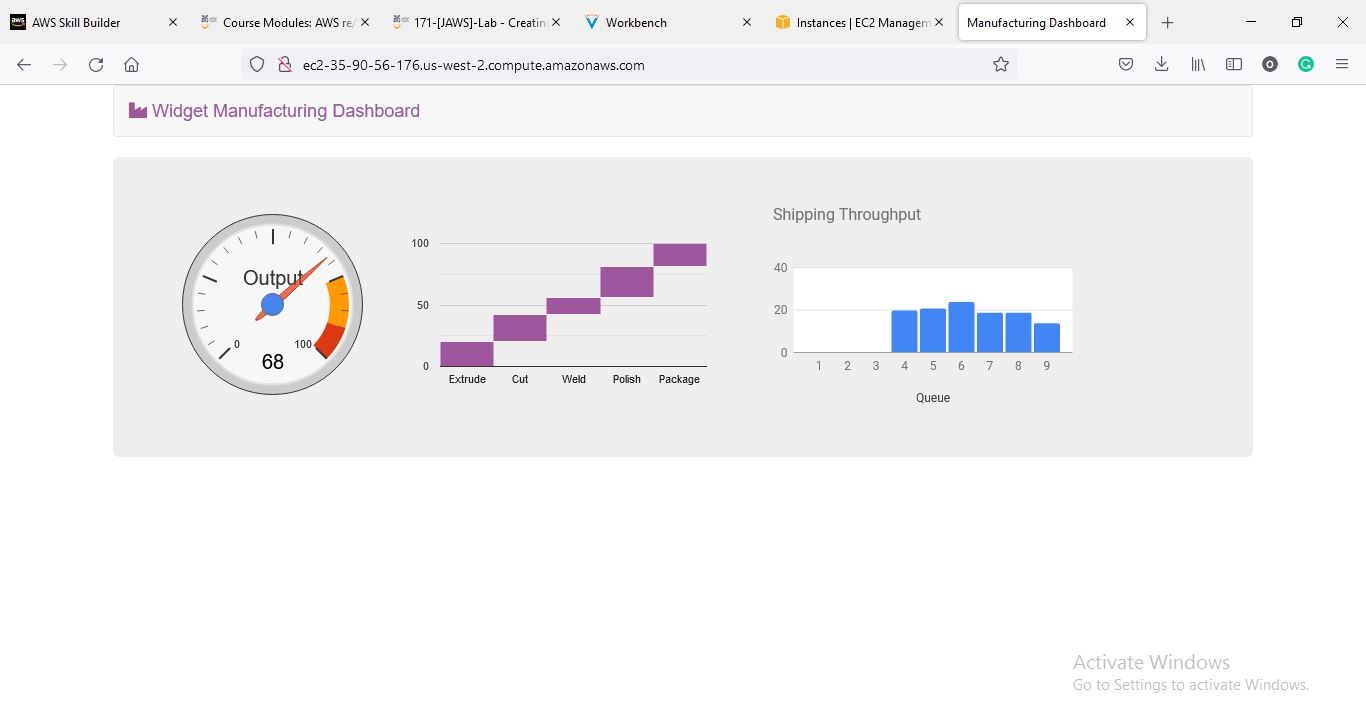 AWS Skill Builder
Course Modules: AWS re/
171-[JAWS]-Lab - Creating
Workbench
Instances | EC2 Managem
Manufacturing Dashboard
ec2-35-90-56-176.us-west-2.compute.amazonaws.com
Widget Manufacturing Dashboard
Output
0
100
68
100
50
0
Extrude Cut Weld Polish Package
Shipping Throughput
40
20
0
1 2 3 4 5 6 7 8 9
Queue
Activate Windows
Go to Settings to activate Windows.